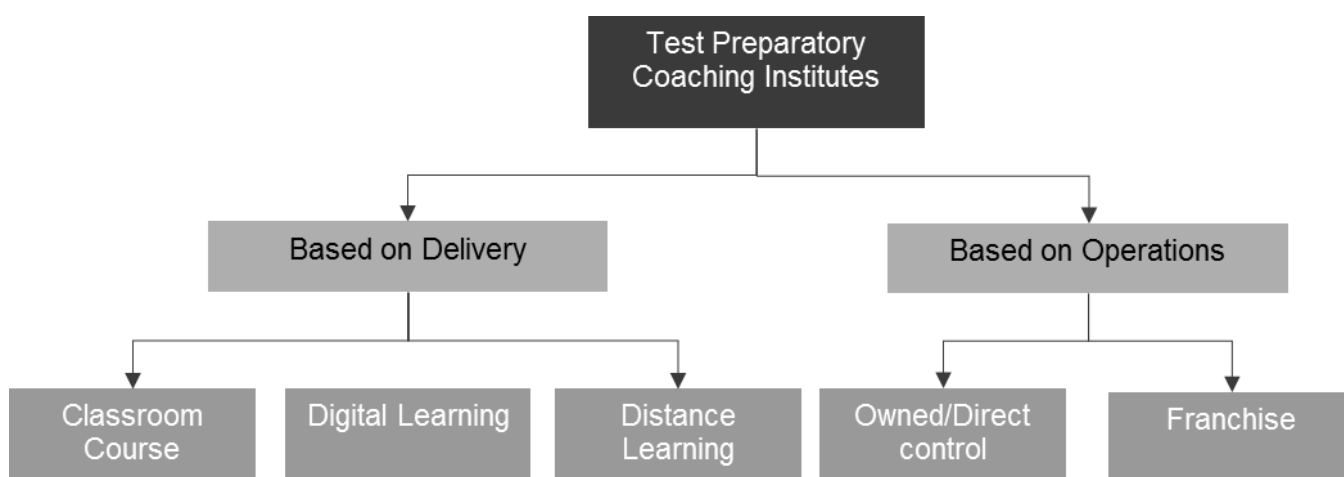 Test Preparatory
Coaching Institutes
Based on Delivery
Based on Operations
Classroom
Course
Digital Learning
Distance
Learning
Owned/Direct
control
Franchise